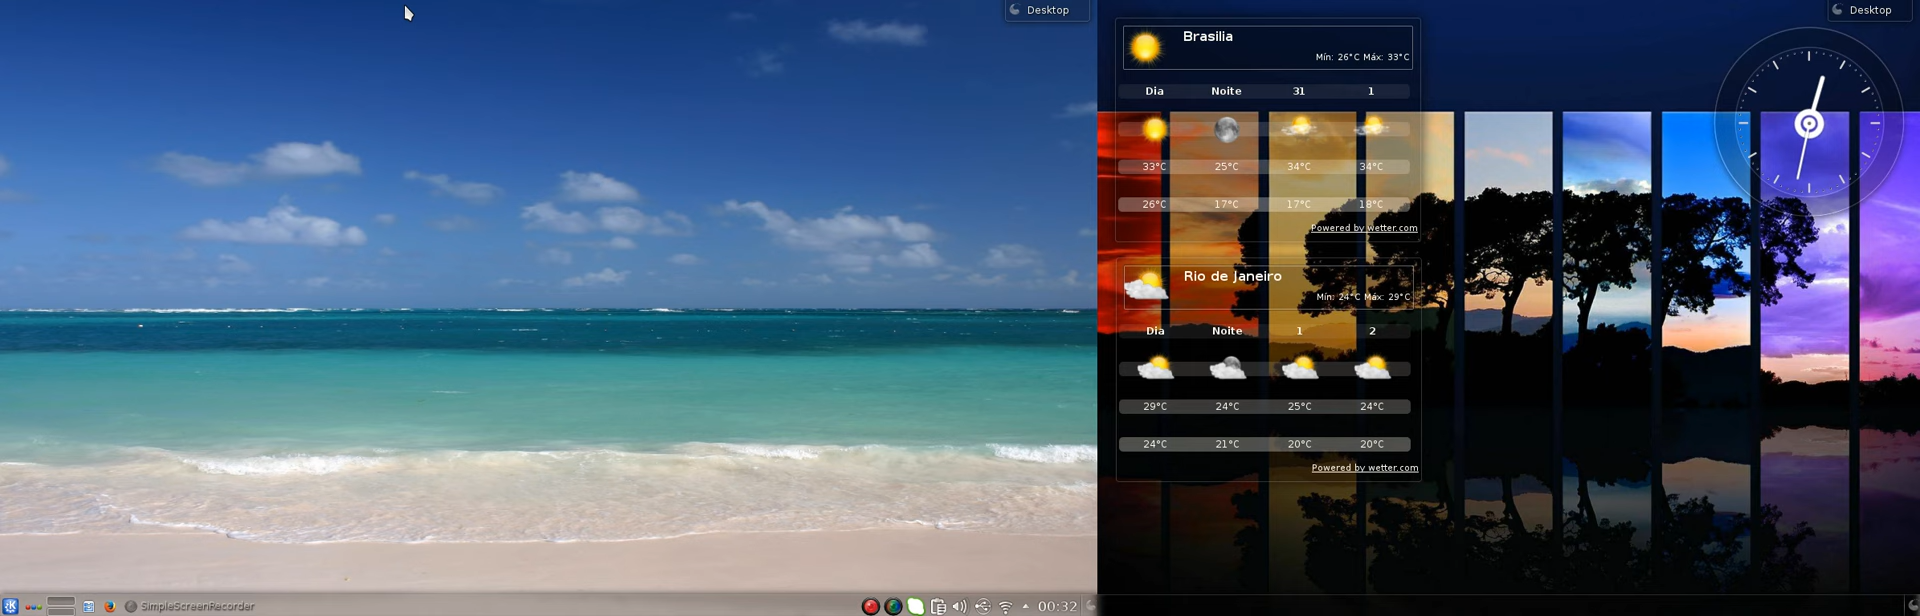 Desktop
Desktop
Brasilia
Mín: 26°C Máx: 33°C
Dia Noite 31 1
33°C 25°C 34°C 34°C
26°C 17°C 17°C 18°C
Powered by wetter.com
Rio de Janeiro
Mín: 24°C Máx: 29°C
Dia Noite 1 2
29°C 24°C 25°C 24°C
24°C 21°C 20°C 20°C
Powered by wetter.com
SimpleScreenRecorder
00:32